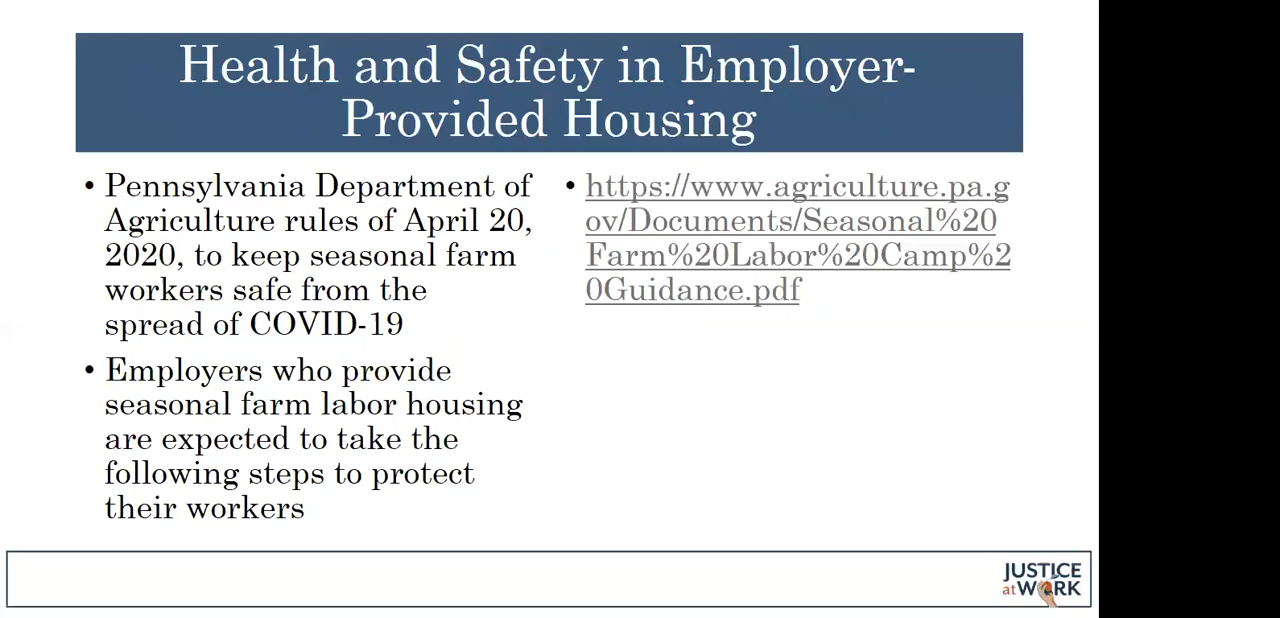 Health and Safety in Employer-
Provided Housing
• Pennsylvania Department of
Agriculture rules of April 20,
2020, to keep seasonal farm
workers safe from the
spread of COVID-19
• Employers who provide
seasonal farm labor housing
are expected to take the
following steps to protect
their workers
• https://www.agriculture.pa.g
ov/Documents/Seasonal%20
Farm%20Labor%20Camp%2
0Guidance.pdf
JUSTICE
at WORK